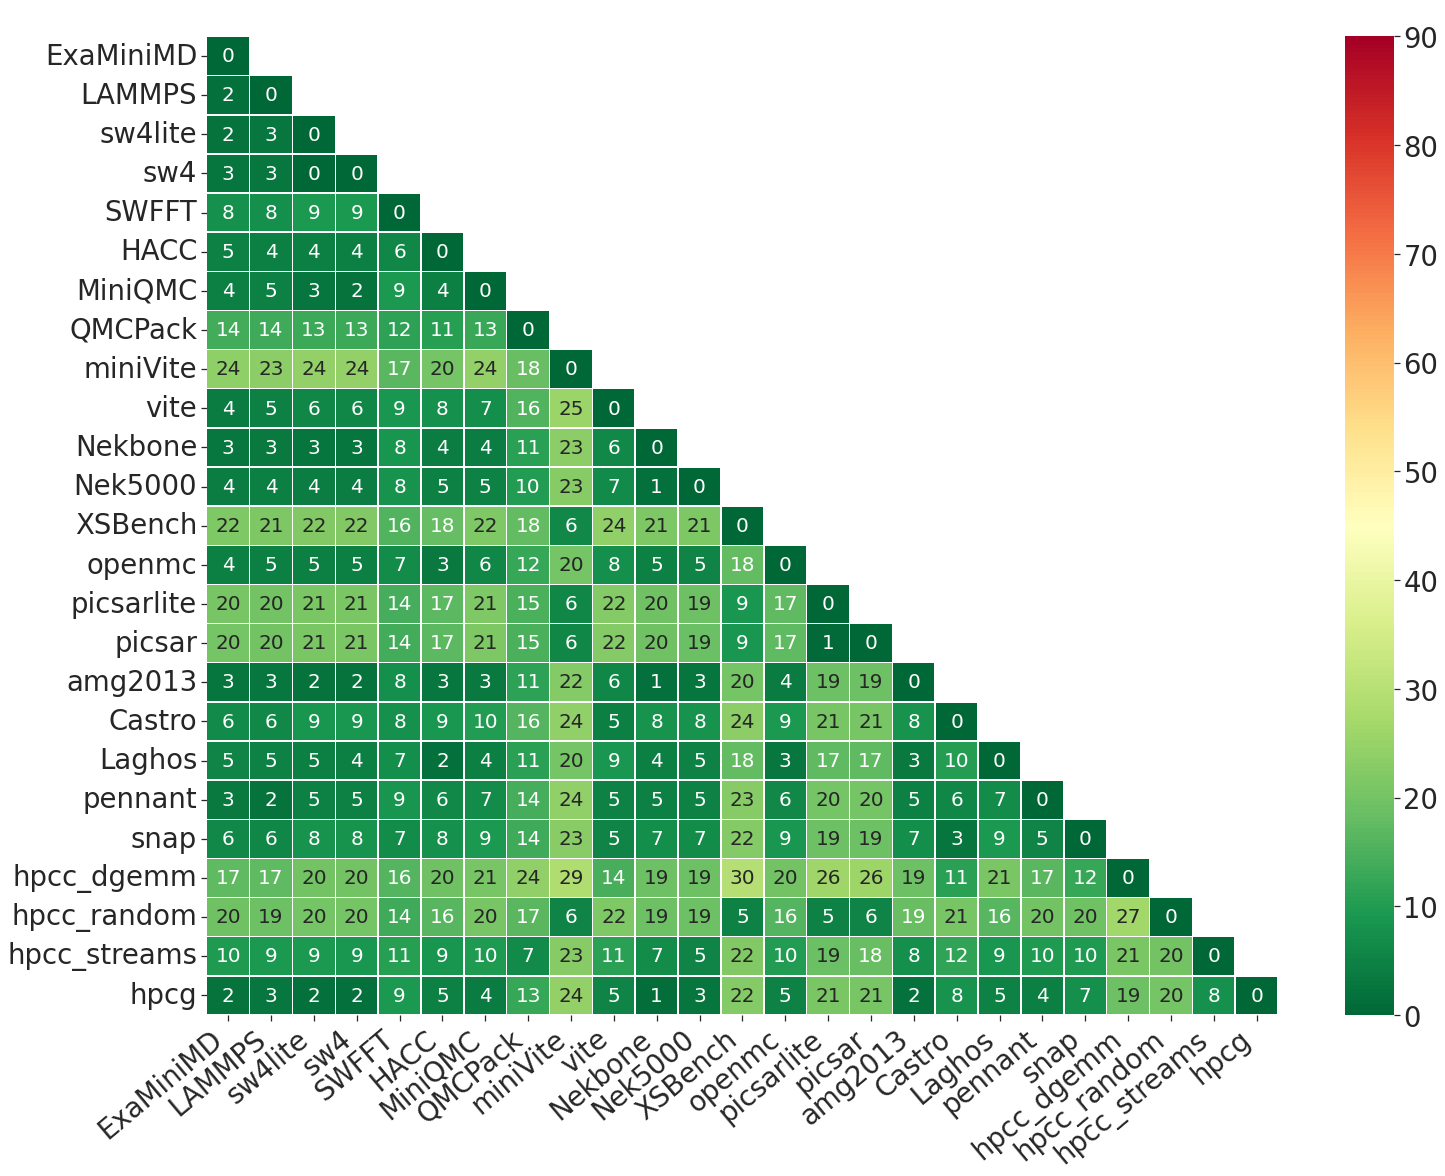 ExaMiniMD 0
LAMMPS 2 0
sw4lite 2 3 0
sw4 3 3 0 0
SWFFT 8 8 9 9 0
HACC 5 4 4 4 6 0
MiniQMC 4 5 3 2 9 4 0
QMCPack 14 14 13 13 12 11 13 0
miniVite 24 23 24 24 17 20 24 18 0
vite 4 5 6 6 9 8 7 16 25 0
Nekbone 3 3 3 3 8 4 4 11 23 6 0
Nek5000 4 4 4 4 8 5 5 10 23 7 1 0
XSBench 22 21 22 22 16 18 22 18 6 24 21 21 0
openmc 4 5 5 5 7 3 6 12 20 8 5 5 18 0
picsarlite 20 20 21 21 14 17 21 15 6 22 20 19 9 17 0
picsar 20 20 21 21 14 17 21 15 6 22 20 19 9 17 1 0
amg2013 3 3 2 2 8 3 3 11 22 6 1 3 20 4 19 19 0
Castro 6 6 9 9 8 9 10 16 24 5 8 8 24 9 21 21 8 0
Laghos 5 5 5 4 7 2 4 11 20 9 4 5 18 3 17 17 3 10 0
pennant 3 2 5 5 9 6 7 14 24 5 5 5 23 6 20 20 5 6 7 0
snap 6 6 8 8 7 8 9 14 23 5 7 7 22 9 19 19 7 3 9 5 0
hpcc_dgemm 17 17 20 20 16 20 21 24 29 14 19 19 30 20 26 26 19 11 21 17 12 0
hpcc_random 20 19 20 20 14 16 20 17 6 22 19 19 5 16 5 6 19 21 16 20 20 27 0
hpcc_streams 10 9 9 9 11 9 10 7 23 11 7 5 22 10 19 18 8 12 9 10 10 21 20 0
hpcg 2 3 2 2 9 5 4 13 24 5 1 3 22 5 21 21 2 8 5 4 7 19 20 8 0
ExaMiniMD
LAMMPS
sw4lite
sw4
SWFFT
HACC
MiniQMC
QMCPack
miniVite
vite
Nekbone
Nek5000
XSBench
openmc
picsarlite
picsar
amg2013
Castro
Laghos
pennant
snap
hpcc_dgemm
hpcc_random
hpcc_streams
hpcg
90
80
70
60
50
40
30
20
10
0